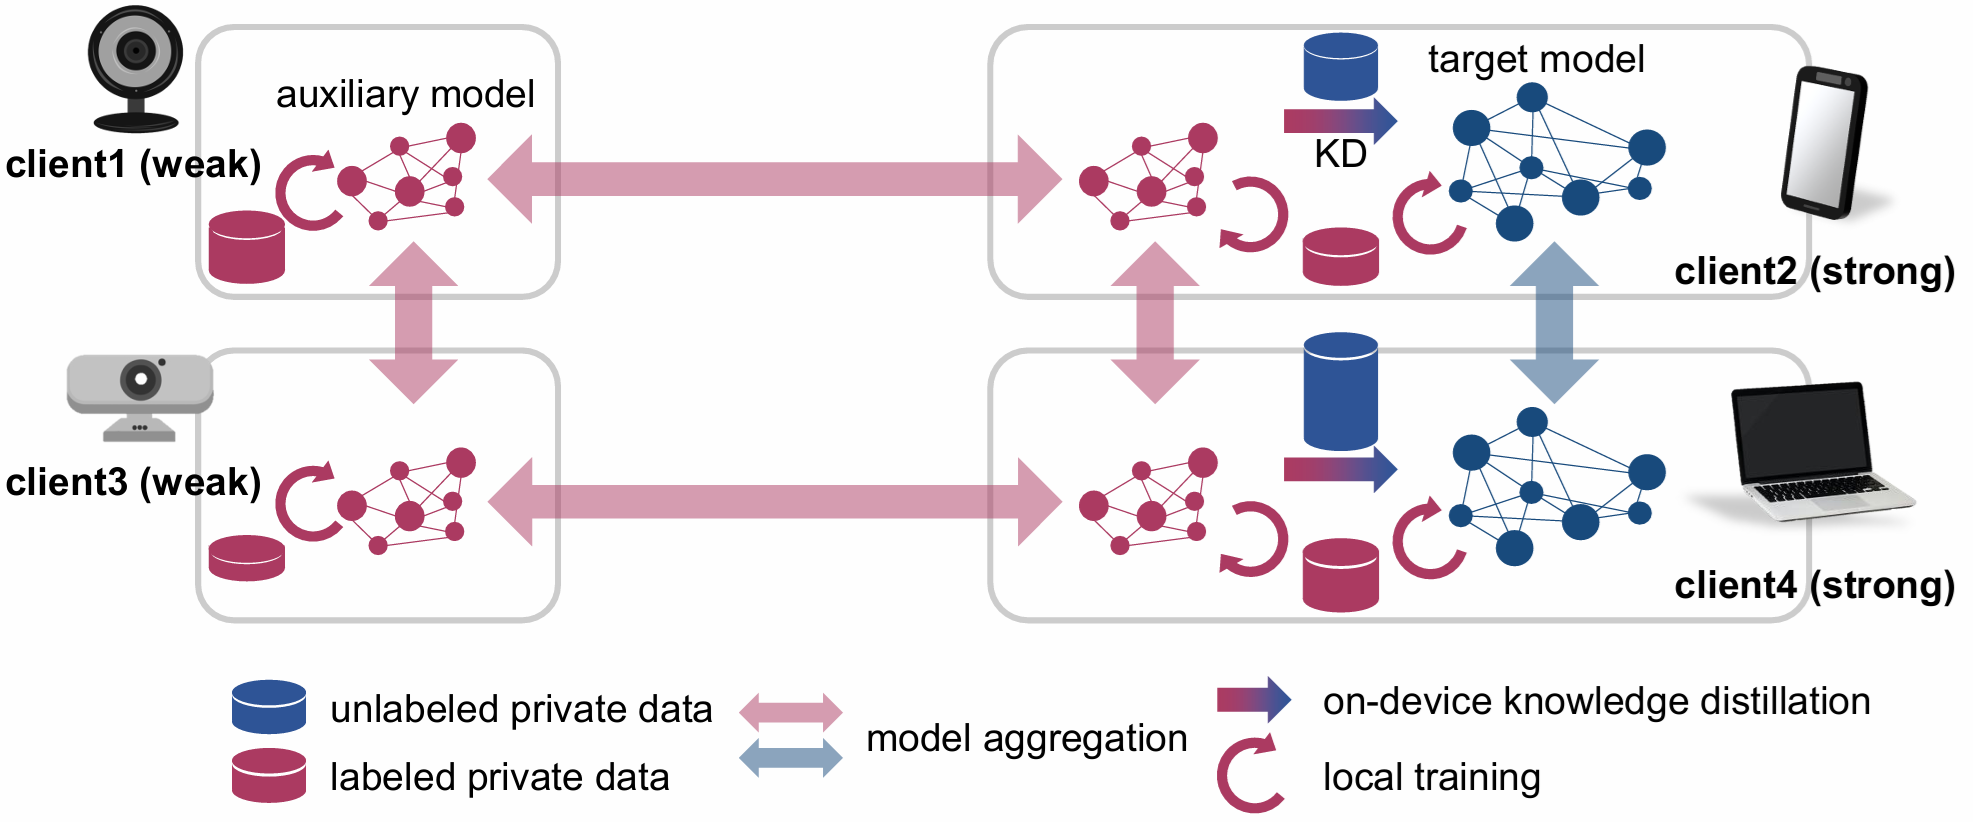 auxiliary model
client1 (weak)
target model
KD
client2 (strong)
client3 (weak)
client4 (strong)
unlabeled private data
labeled private data
model aggregation
on-device knowledge distillation
local training